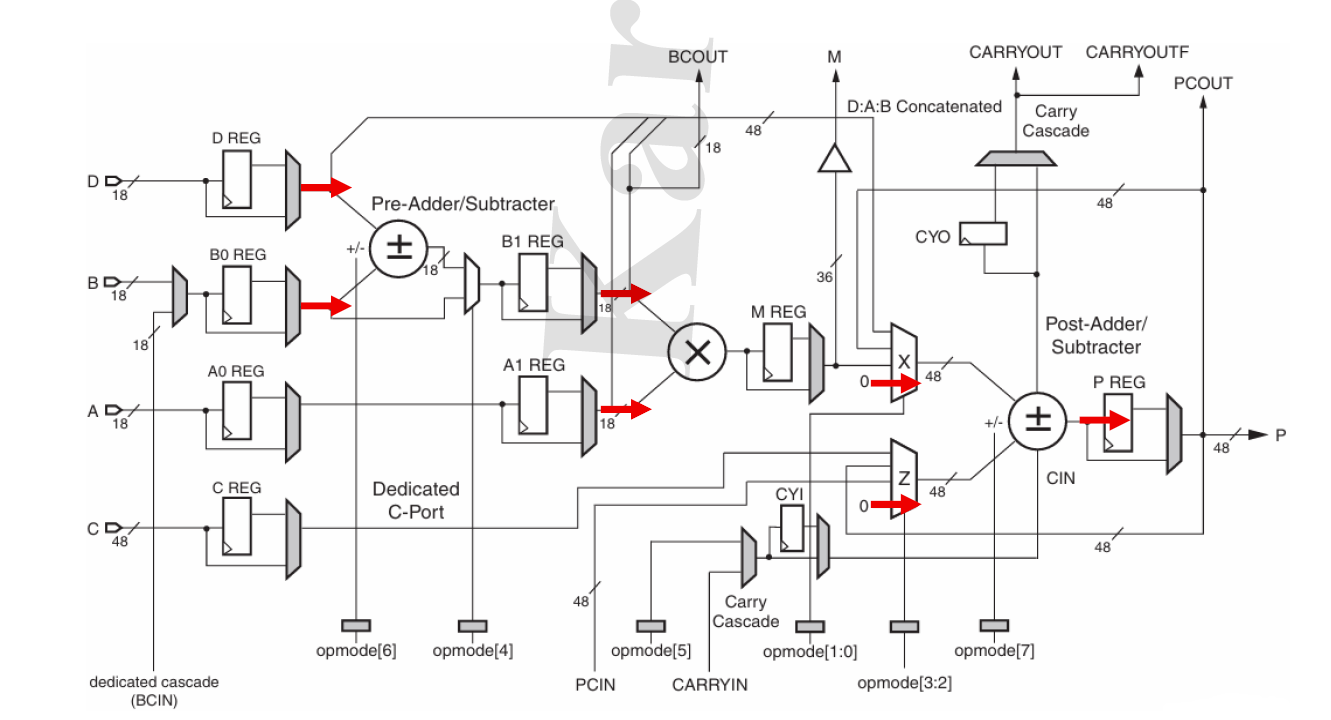 BCOUT
M
CARRYOUT
CARRYOUTF
PCOUT
D:A:B Concatenated
Carry
Cascade
48
18
D REG
D
18
Pre-Adder/Subtracter
48
+/-
±
18
B0 REG
B
18
18
B1 REG
18
CYO
36
M REG
×
X
48
0
Post-Adder/
Subtracter
A0 REG
A
18
A1 REG
18
P REG
+/-
±
CIN
48
P
C REG
C
48
Dedicated
C-Port
Z
48
0
CYI
48
48
Carry
Cascade
opmode[6]
opmode[4]
opmode[5]
opmode[1:0]
opmode[7]
dedicated cascade
(BCIN)
PCIN
CARRYIN
opmode[3:2]
Kar